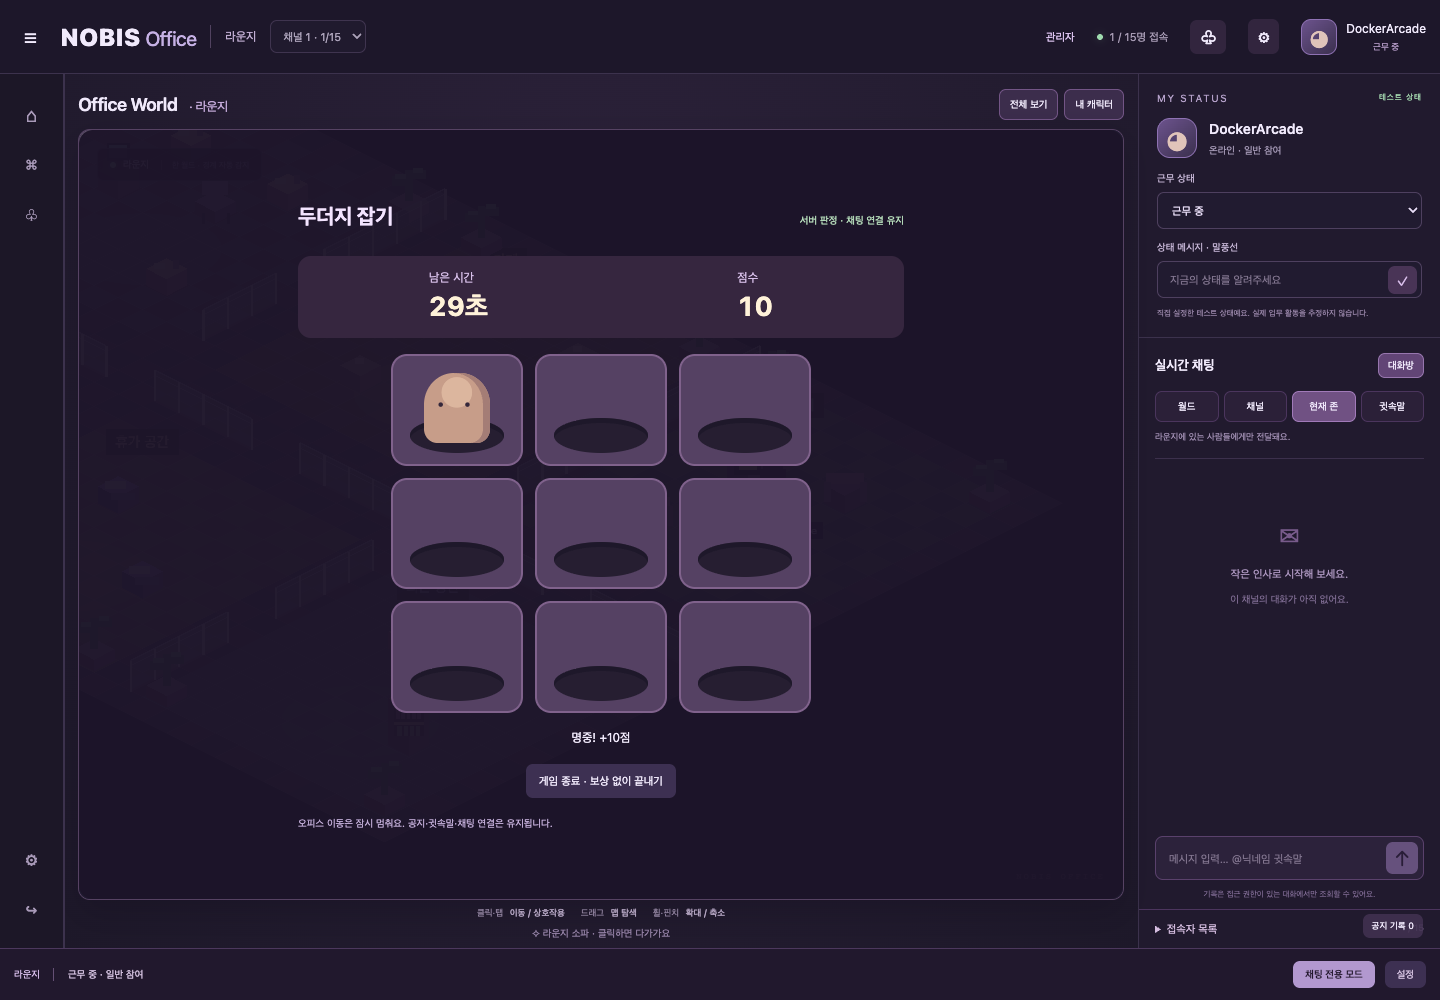 NOBIS Office
라운지
채널 1 · 1/15
관리자
1 / 15명 접속
DockerArcade
근무 중
Office World · 라운지
전체 보기
내 캐릭터
두더지 잡기
서버 판정 · 채팅 연결 유지
남은 시간
29초
점수
10
휴가 공간
명중! +10점
게임 종료 · 보상 없이 끝내기
오피스 이동은 잠시 멈춰요. 공지·귓속말·채팅 연결은 유지됩니다.
클릭·탭 이동 / 상호작용 드래그 맵 탐색 휠·핀치 확대 / 축소
라운지 소파 · 클릭하면 다가가요
MY STATUS
테스트 상태
DockerArcade
온라인 · 일반 참여
근무 상태
근무 중
상태 메시지 · 말풍선
지금의 상태를 알려주세요
직접 설정한 테스트 상태예요. 실제 업무 활동을 추정하지 않습니다.
실시간 채팅
대화방
월드
채널
현재 존
귓속말
라운지에 있는 사람들에게만 전달돼요.
작은 인사로 시작해 보세요.
이 채널의 대화가 아직 없어요.
메시지 입력... @닉네임 귓속말
기록은 접근 권한이 있는 대화에서만 조회할 수 있어요.
접속자 목록
공지 기록 0
라운지
근무 중 · 일반 참여
채팅 전용 모드
설정